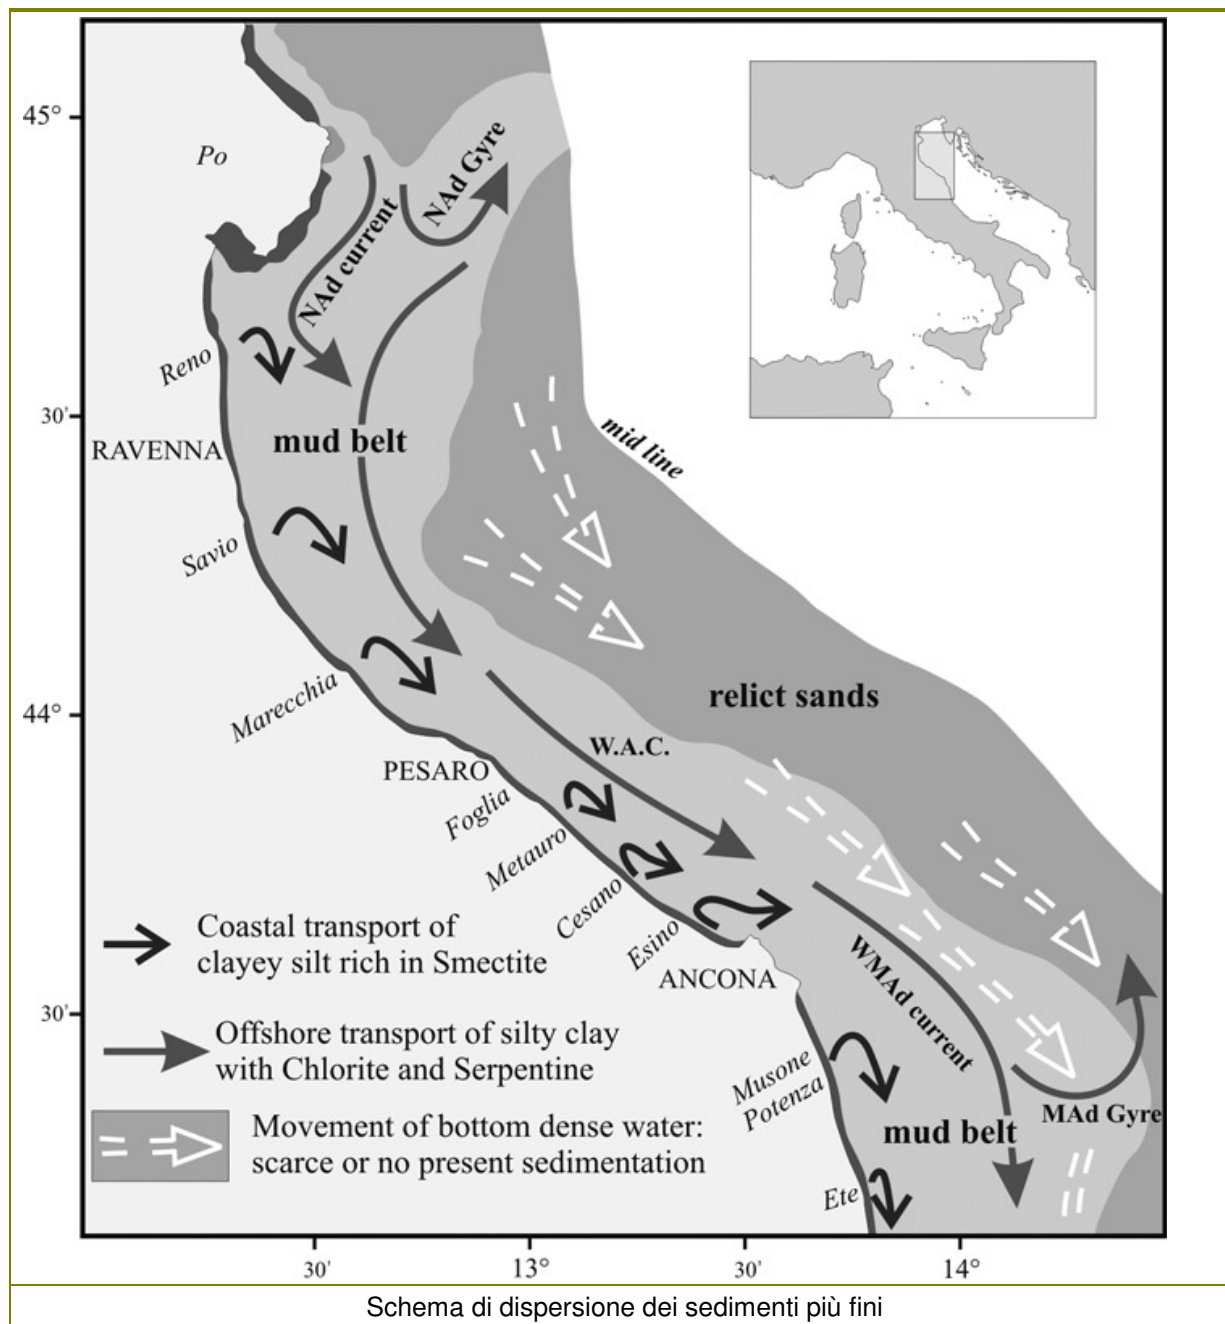 45°
Po
NAd Gyre
NAd current
Reno
30'
mud belt
RAVENNA
mid line
Savio
relict sands
Marecchia
44°
W.A.C.
PESARO
Foglia
Metauro
Cesano
Esino
ANCONA
Coastal transport of
clayey silt rich in Smectite
WMAd current
30'
Offshore transport of silty clay
with Chlorite and Serpentine
Musone
Potenza
MAd Gyre
mud belt
Movement of bottom dense water:
scarce or no present sedimentation
Ete
30'
13°
30'
14°
Schema di dispersione dei sedimenti più fini